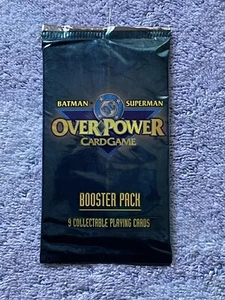 BATMAN SUPERMAN
OVERPOWER
CARD GAME
BOOSTER PACK
9 COLLECTABLE PLAYING CARDS